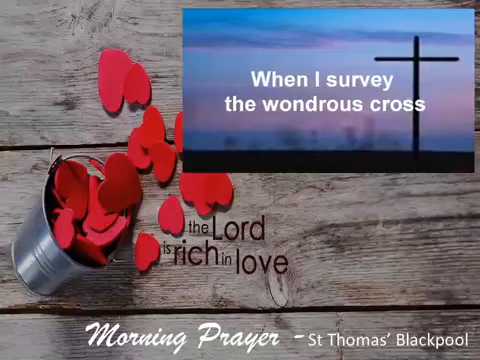 When I survey
the wondrous cross
the Lord
is rich in love
Morning Prayer - St Thomas' Blackpool